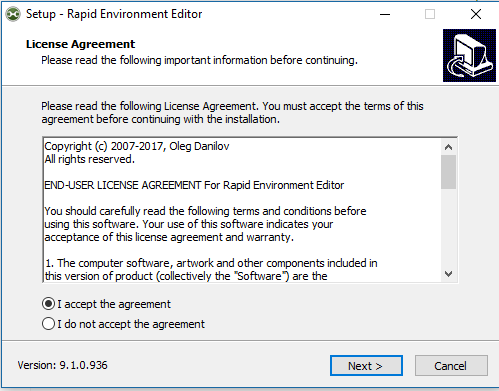 Setup - Rapid Environment Editor
License Agreement
Please read the following important information before continuing.
Please read the following License Agreement. You must accept the terms of this
agreement before continuing with the installation.
Copyright (c) 2007-2017, Oleg Danilov
All rights reserved.
END-USER LICENSE AGREEMENT For Rapid Environment Editor
You should carefully read the following terms and conditions before
using this software. Your use of this software indicates your
acceptance of this license agreement and warranty.
1. The computer software, artwork and other components included in
this version of product (collectively the "Software") are the
I accept the agreement
I do not accept the agreement
Version: 9.1.0.936
Next >
Cancel